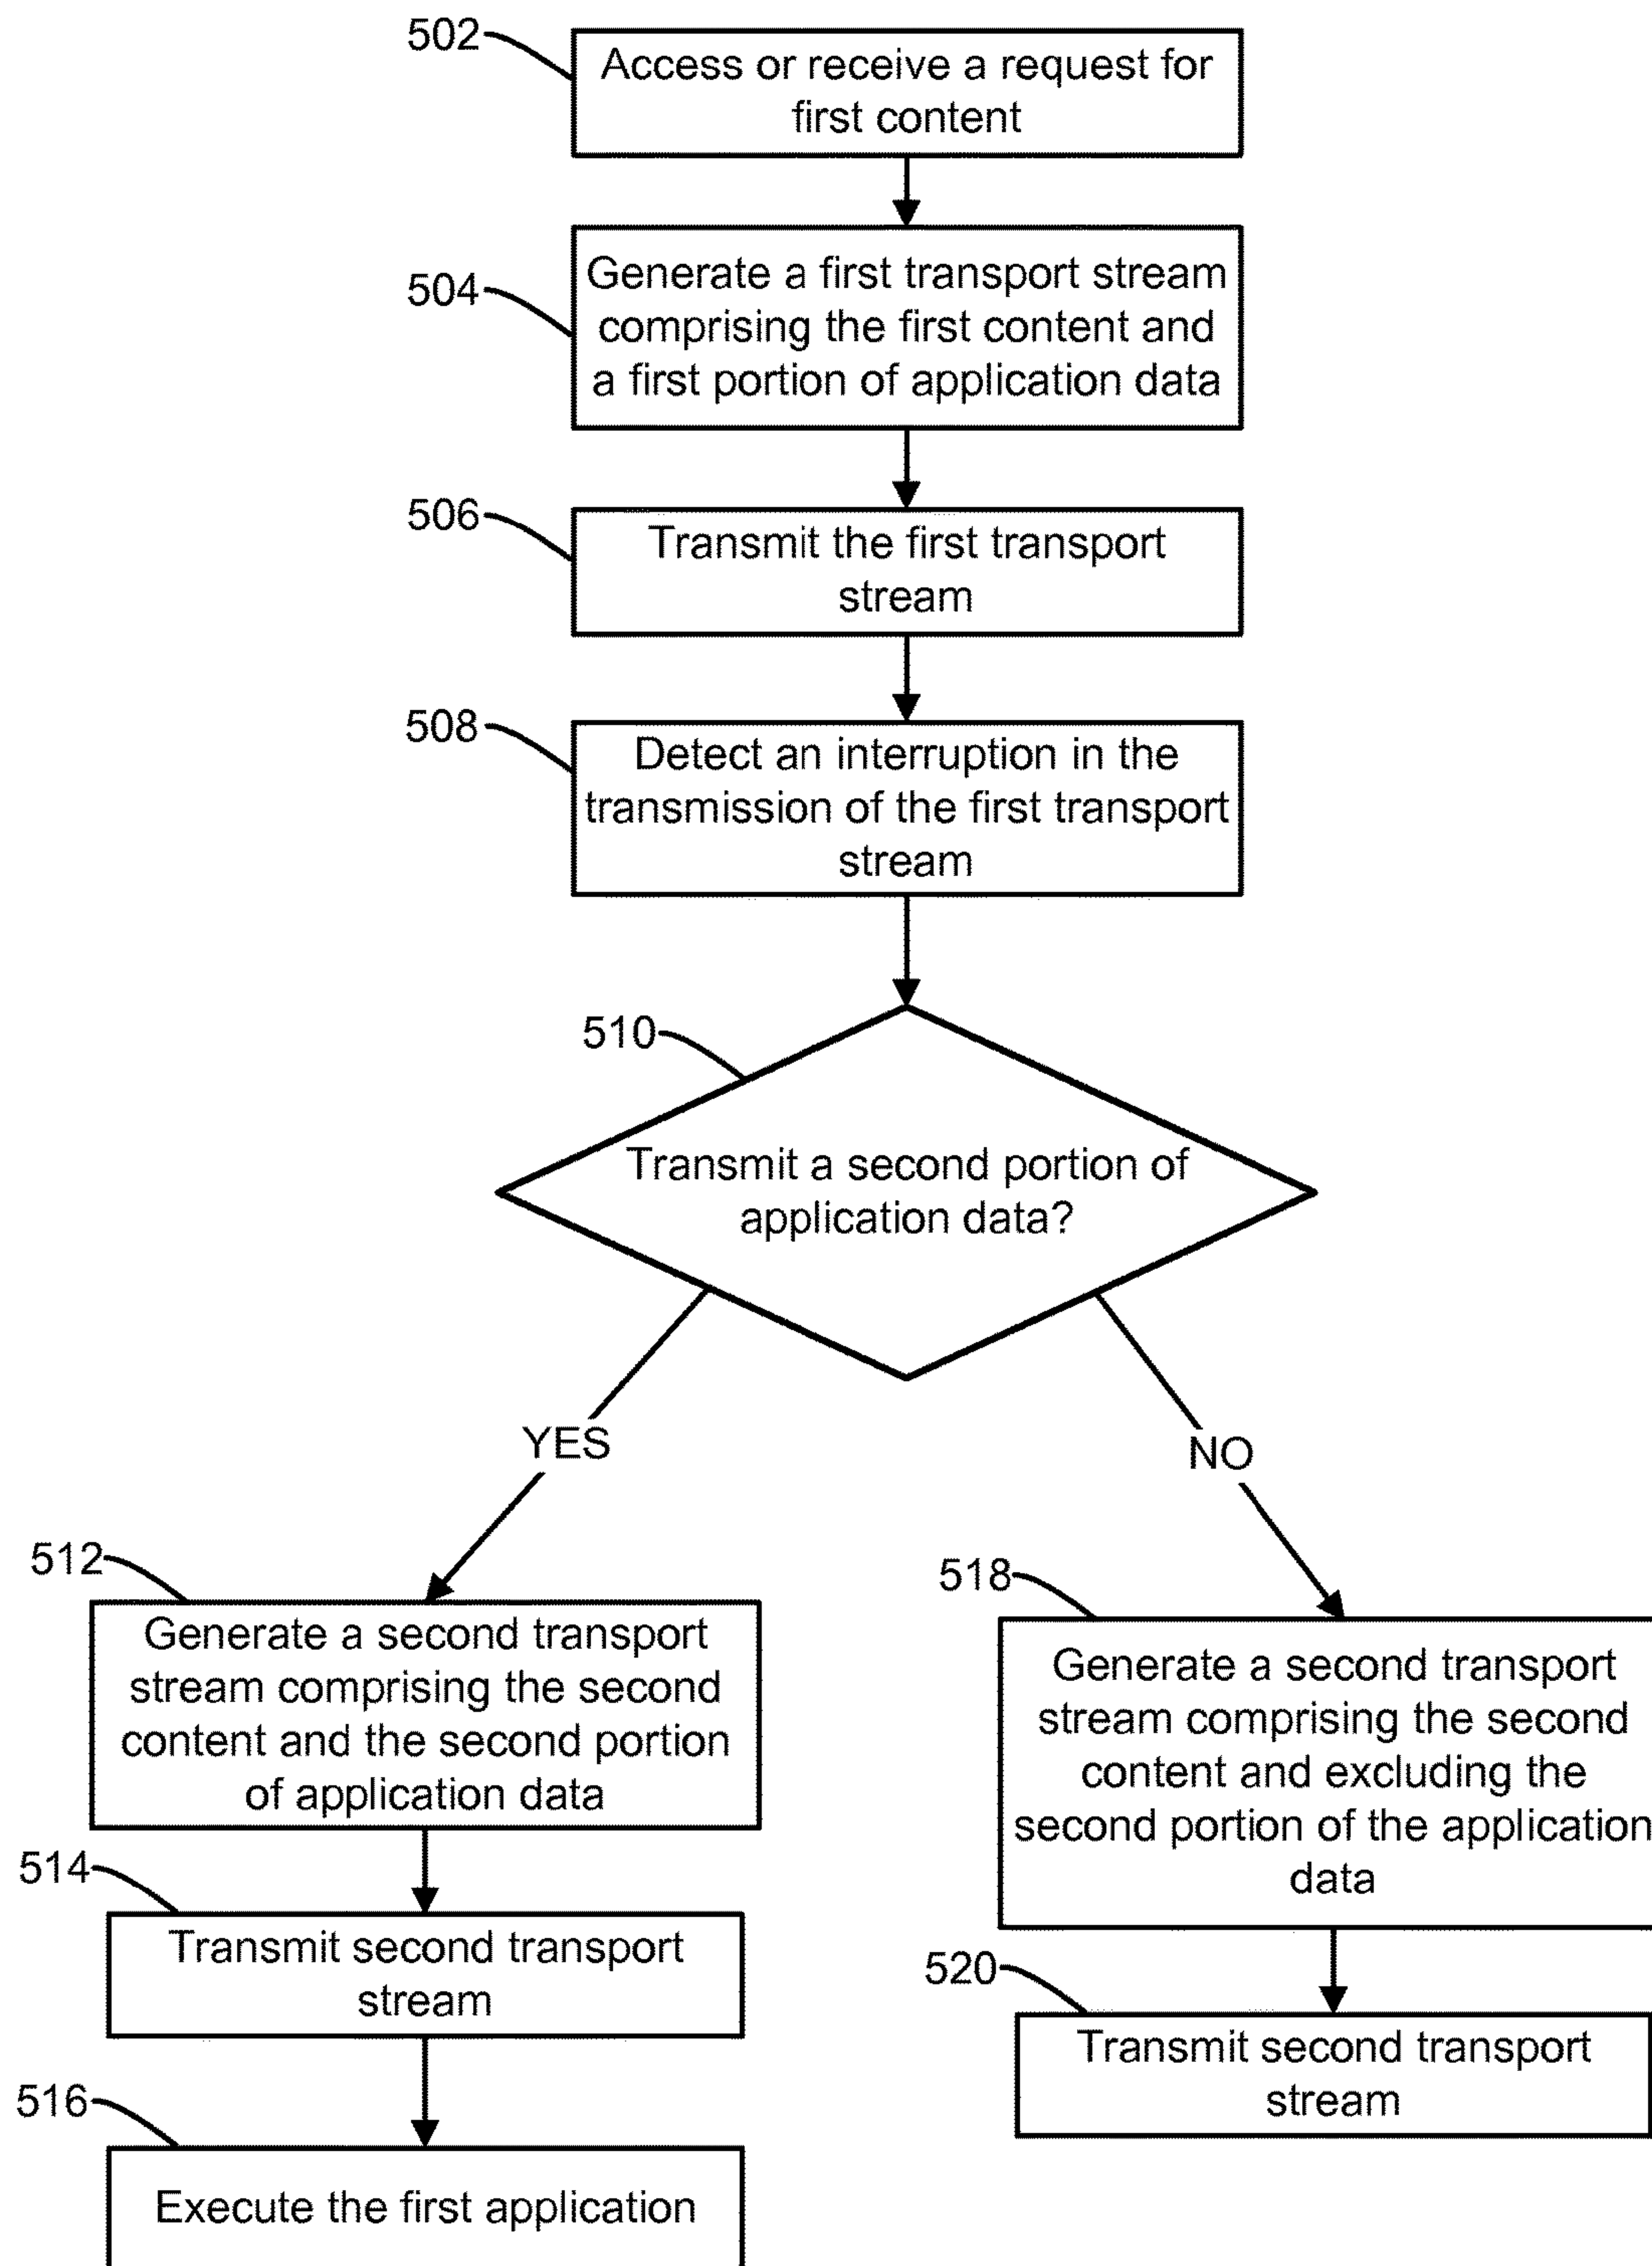 502
Access or receive a request for
first content
504
Generate a first transport stream
comprising the first content and
a first portion of application data
506
Transmit the first transport
stream
508
Detect an interruption in the
transmission of the first transport
stream
510
Transmit a second portion of
application data?
YES
NO
512
Generate a second transport
stream comprising the second
content and the second portion
of application data
514
Transmit second transport
stream
516
Execute the first application
518
Generate a second transport
stream comprising the second
content and excluding the
second portion of the application
data
520
Transmit second transport
stream